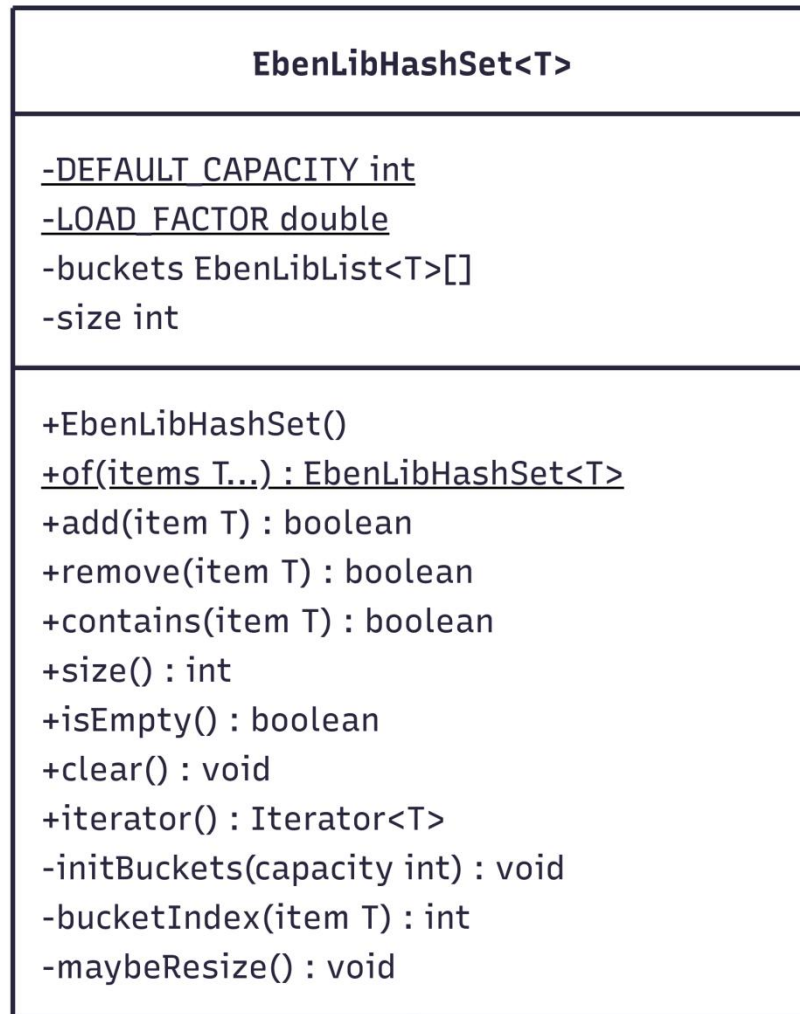 EbenLibHashSet<T>
-DEFAULT_CAPACITY int
-LOAD_FACTOR double
-buckets EbenLibList<T>[]
-size int
+EbenLibHashSet()
+of(items T...) : EbenLibHashSet<T>
+add(item T) : boolean
+remove(item T) : boolean
+contains(item T) : boolean
+size() : int
+isEmpty() : boolean
+clear() : void
+iterator() : Iterator<T>
-initBuckets(capacity int) : void
-bucketIndex(item T) : int
-maybeResize() : void